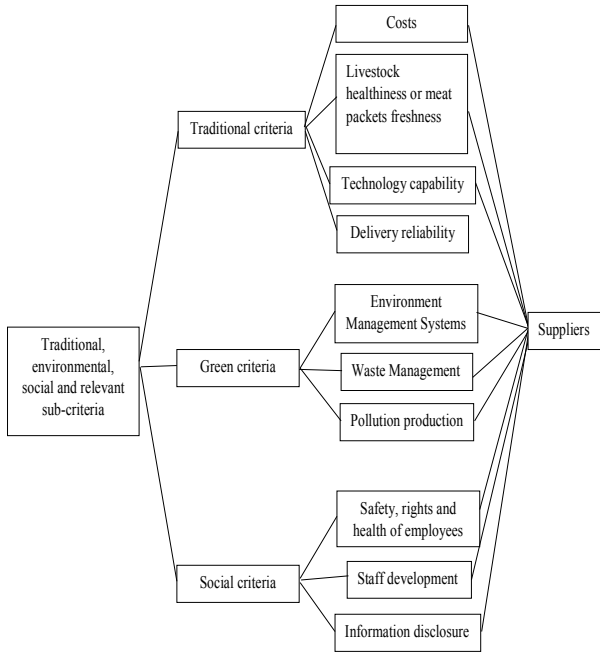 Costs
Livestock
healthiness or meat
packets freshness
Traditional criteria
Technology capability
Delivery reliability
Environment
Management Systems
Traditional,
environmental,
social and relevant
sub-criteria
Green criteria
Waste Management
Suppliers
Pollution production
Safety, rights and
health of employees
Social criteria
Staff development
Information disclosure